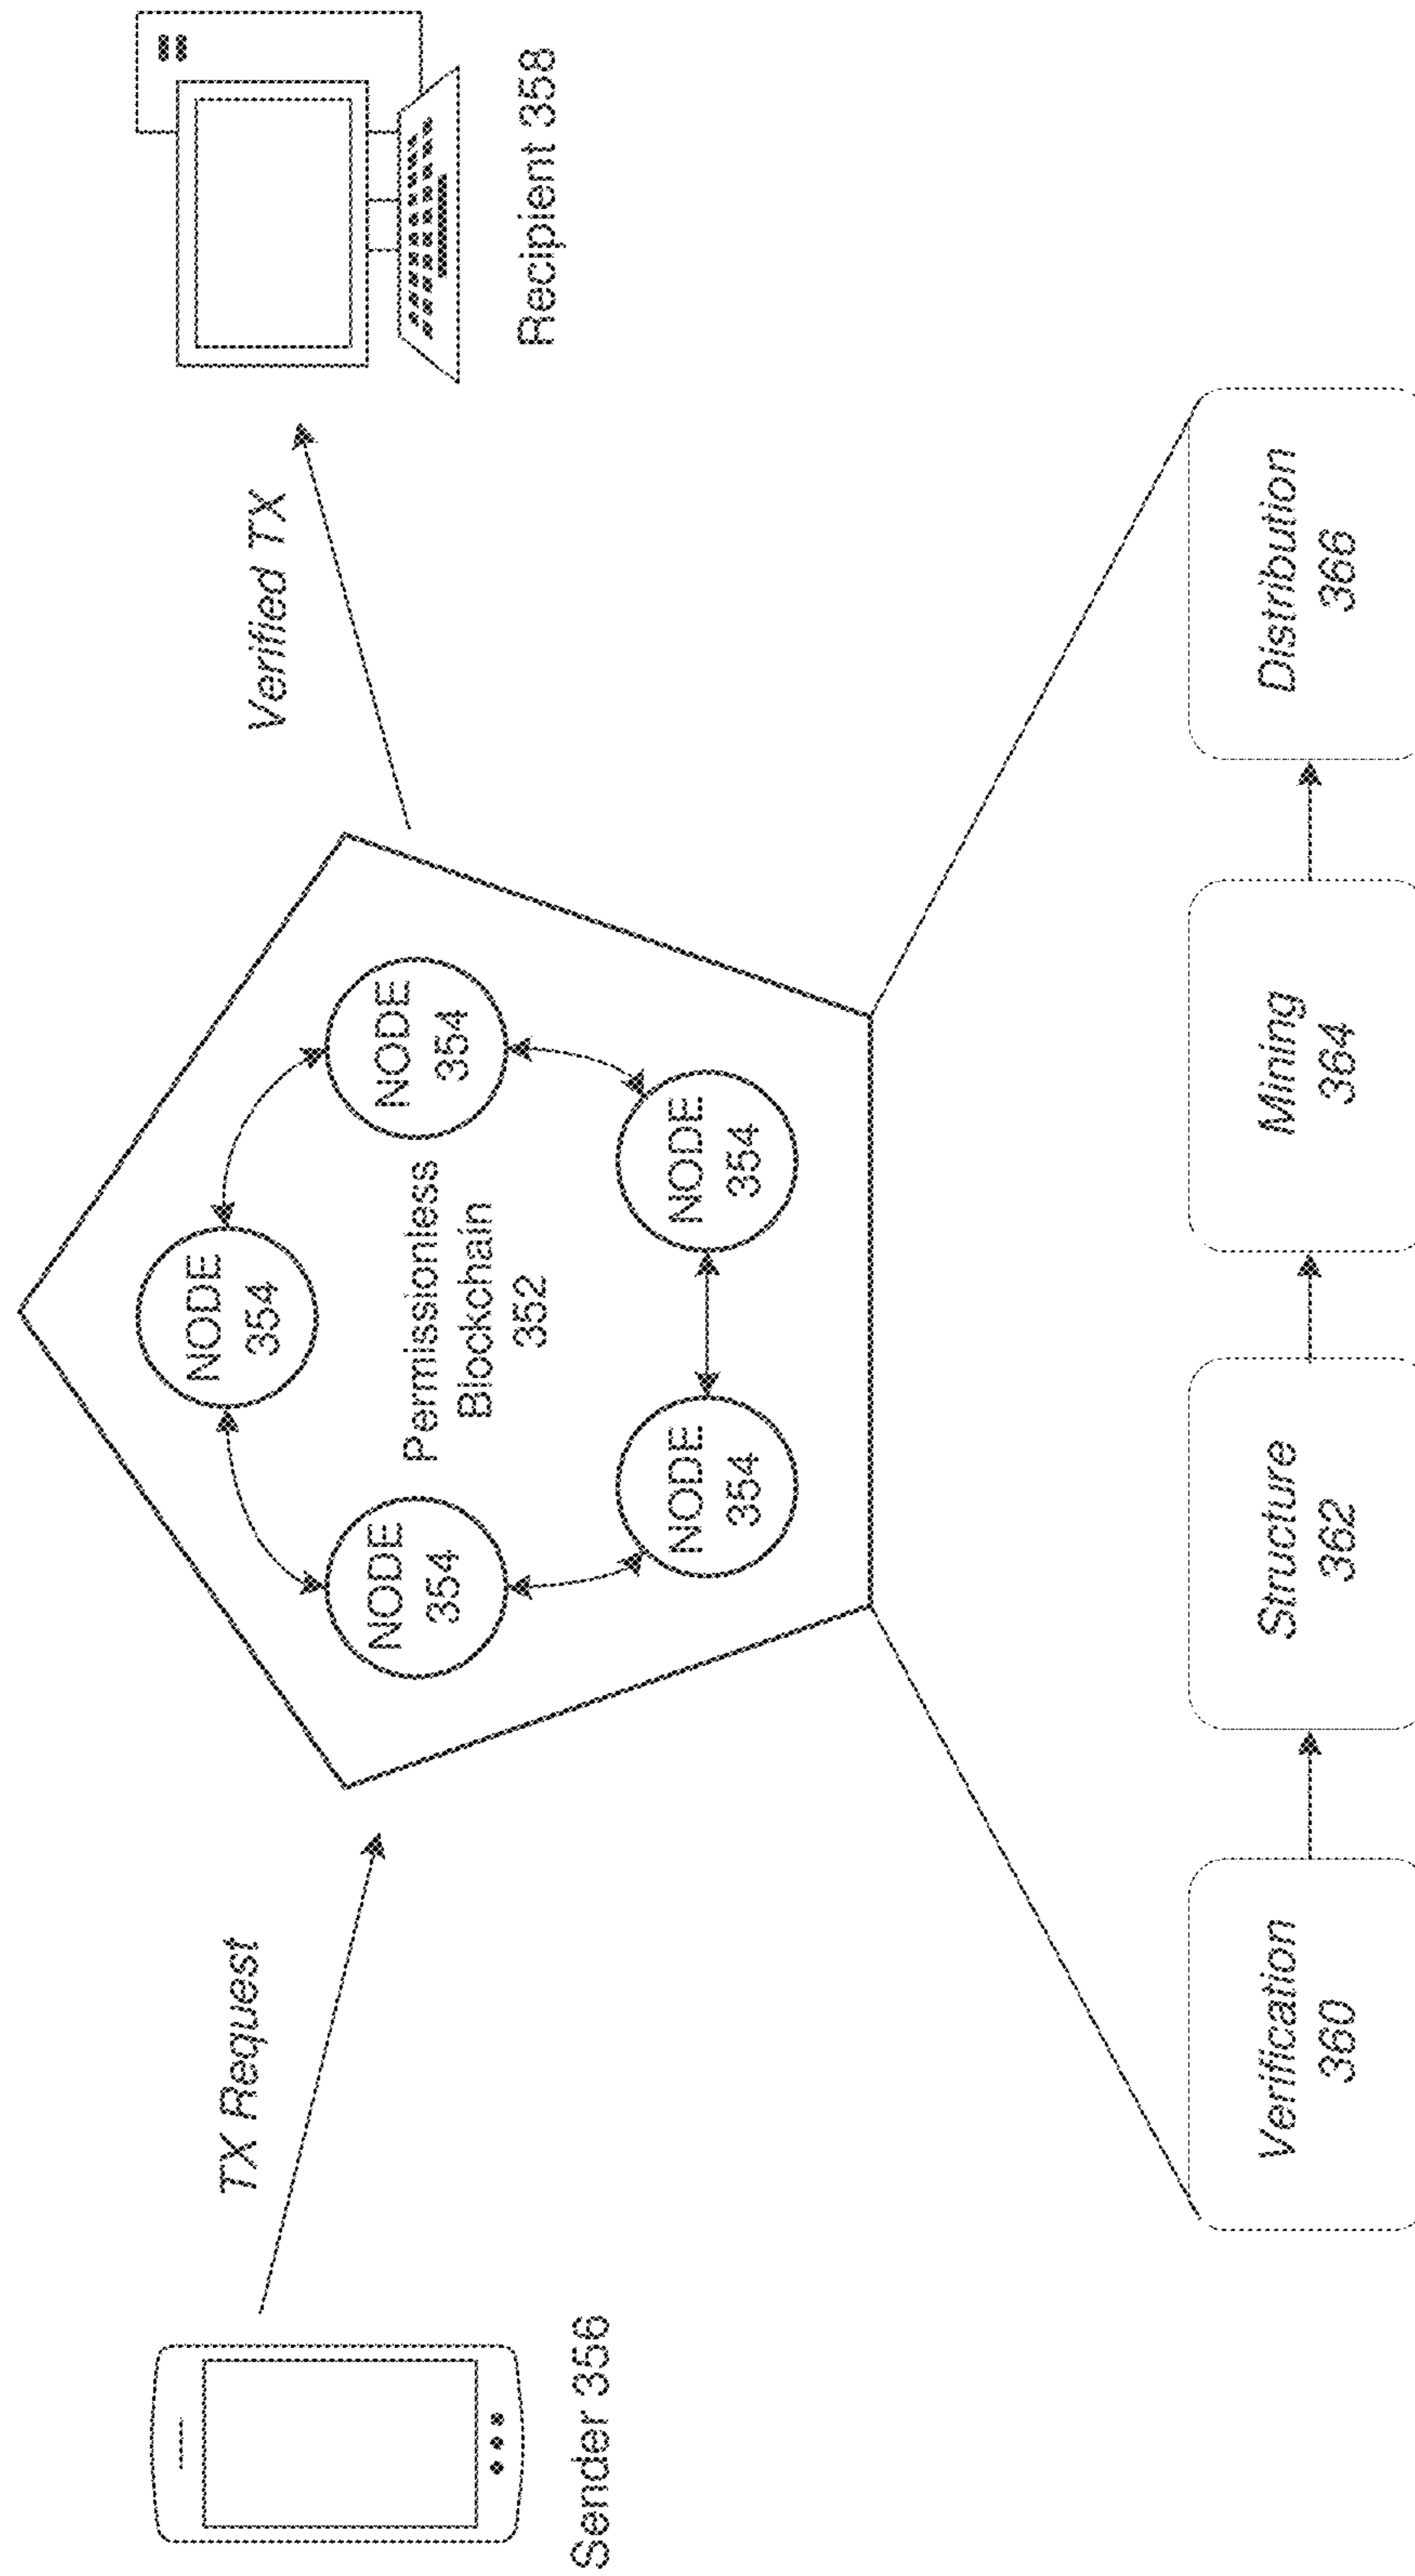 TX Request
Verified TX
Sender 356
Recipient 358
NODE
354
NODE
354
NODE
354
Permissionless
Blockchain
352
NODE
354
NODE
354
Verification
360
Structure
362
Mining
364
Distribution
366